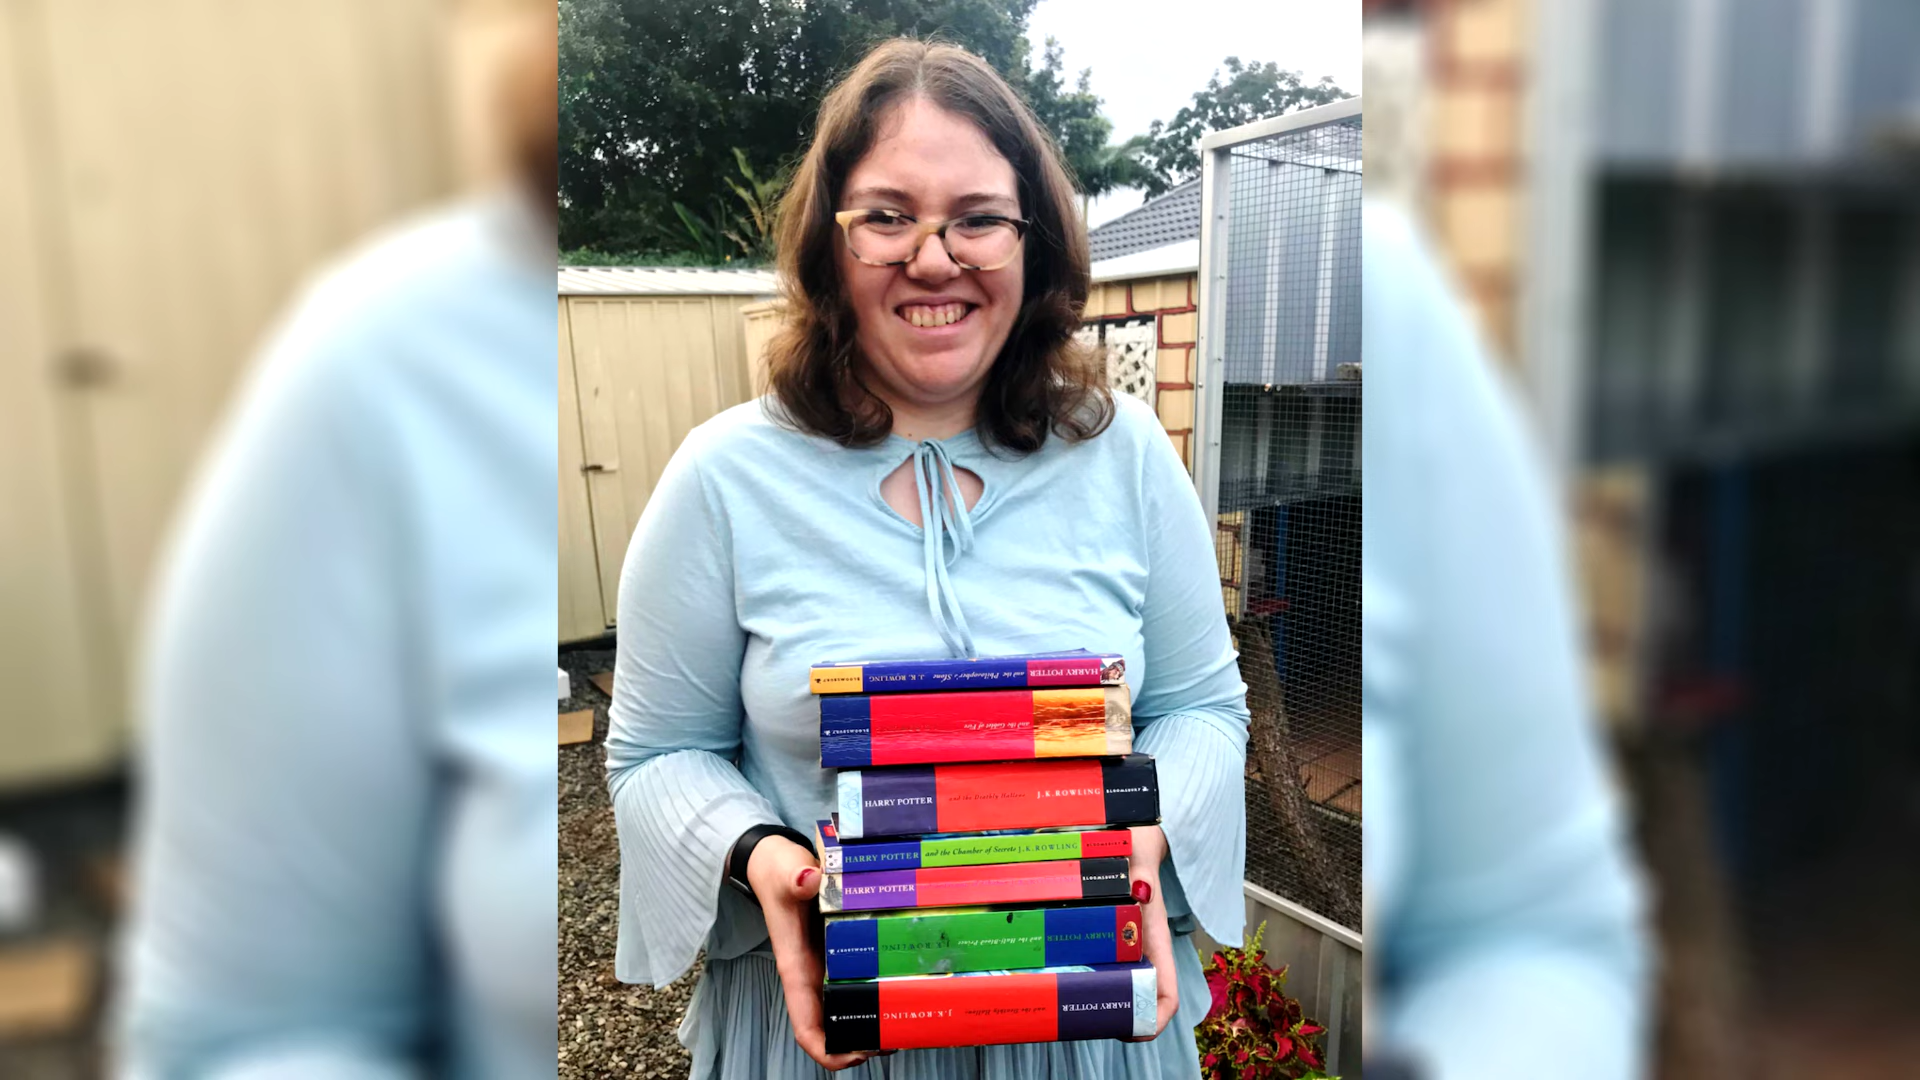 HARRY POTTER and the Philosopher's Stone J. K. ROWLING BLOOMSBURY
and the Goblet of Fire BLOOMSBURY
HARRY POTTER and the Deathly Hallows J.K.ROWLING BLOOMSBURY
HARRY POTTER and the Chamber of Secrets J.K.ROWLING BLOOMSBURY
HARRY POTTER BLOOMSBURY
HARRY POTTER and the Half-Blood Prince J.K.ROWLING BLOOMSBURY
HARRY POTTER and the Deathly Hallows J.K.ROWLING BLOOMSBURY